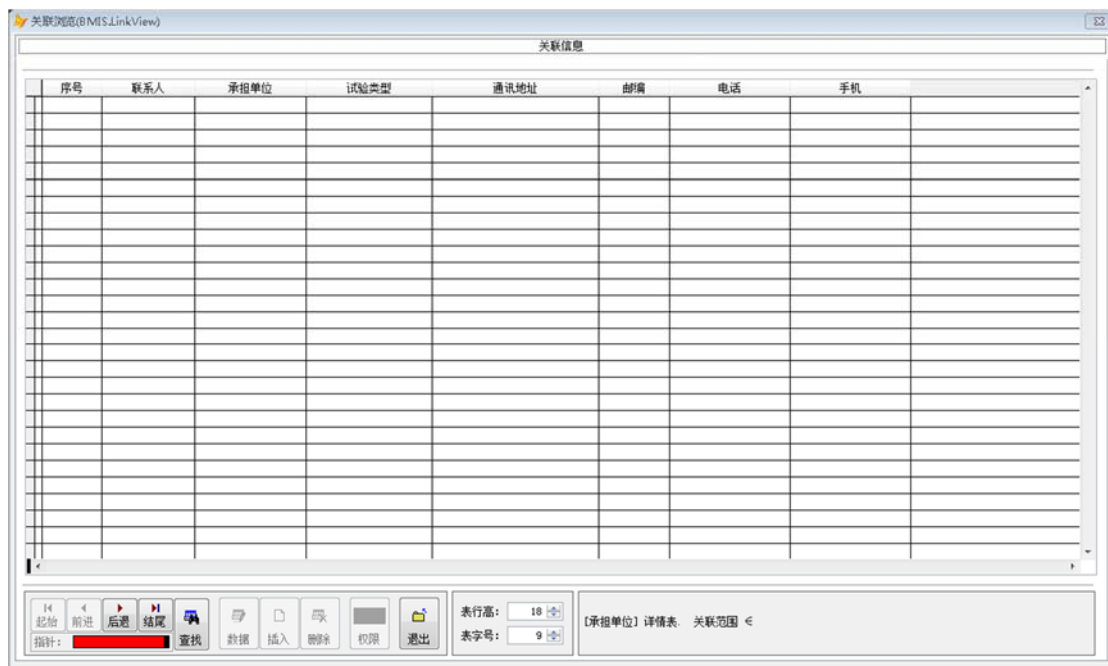 关联浏览(BMIS.LinkView)
关联信息
序号 联系人 承担单位 试验类型 通讯地址 邮编 电话 手机
起始 前进 后退 结尾 查找 数据 插入 删除 权限 退出
指针:
表行高: 18
表字号: 9
[承担单位] 详情表. 关联范围 ∈